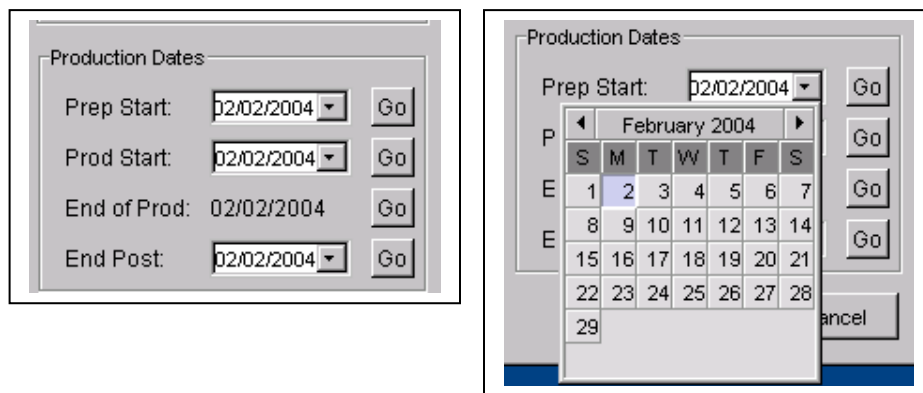 Production Dates
Prep Start: 02/02/2004 Go
Prod Start: 02/02/2004 Go
End of Prod: 02/02/2004 Go
End Post: 02/02/2004 Go
Production Dates
Prep Start: 02/02/2004 Go
February 2004
P Go
S M T W T F S
E 1 2 3 4 5 6 7 Go
8 9 10 11 12 13 14
E Go
15 16 17 18 19 20 21
22 23 24 25 26 27 28
ancel
29